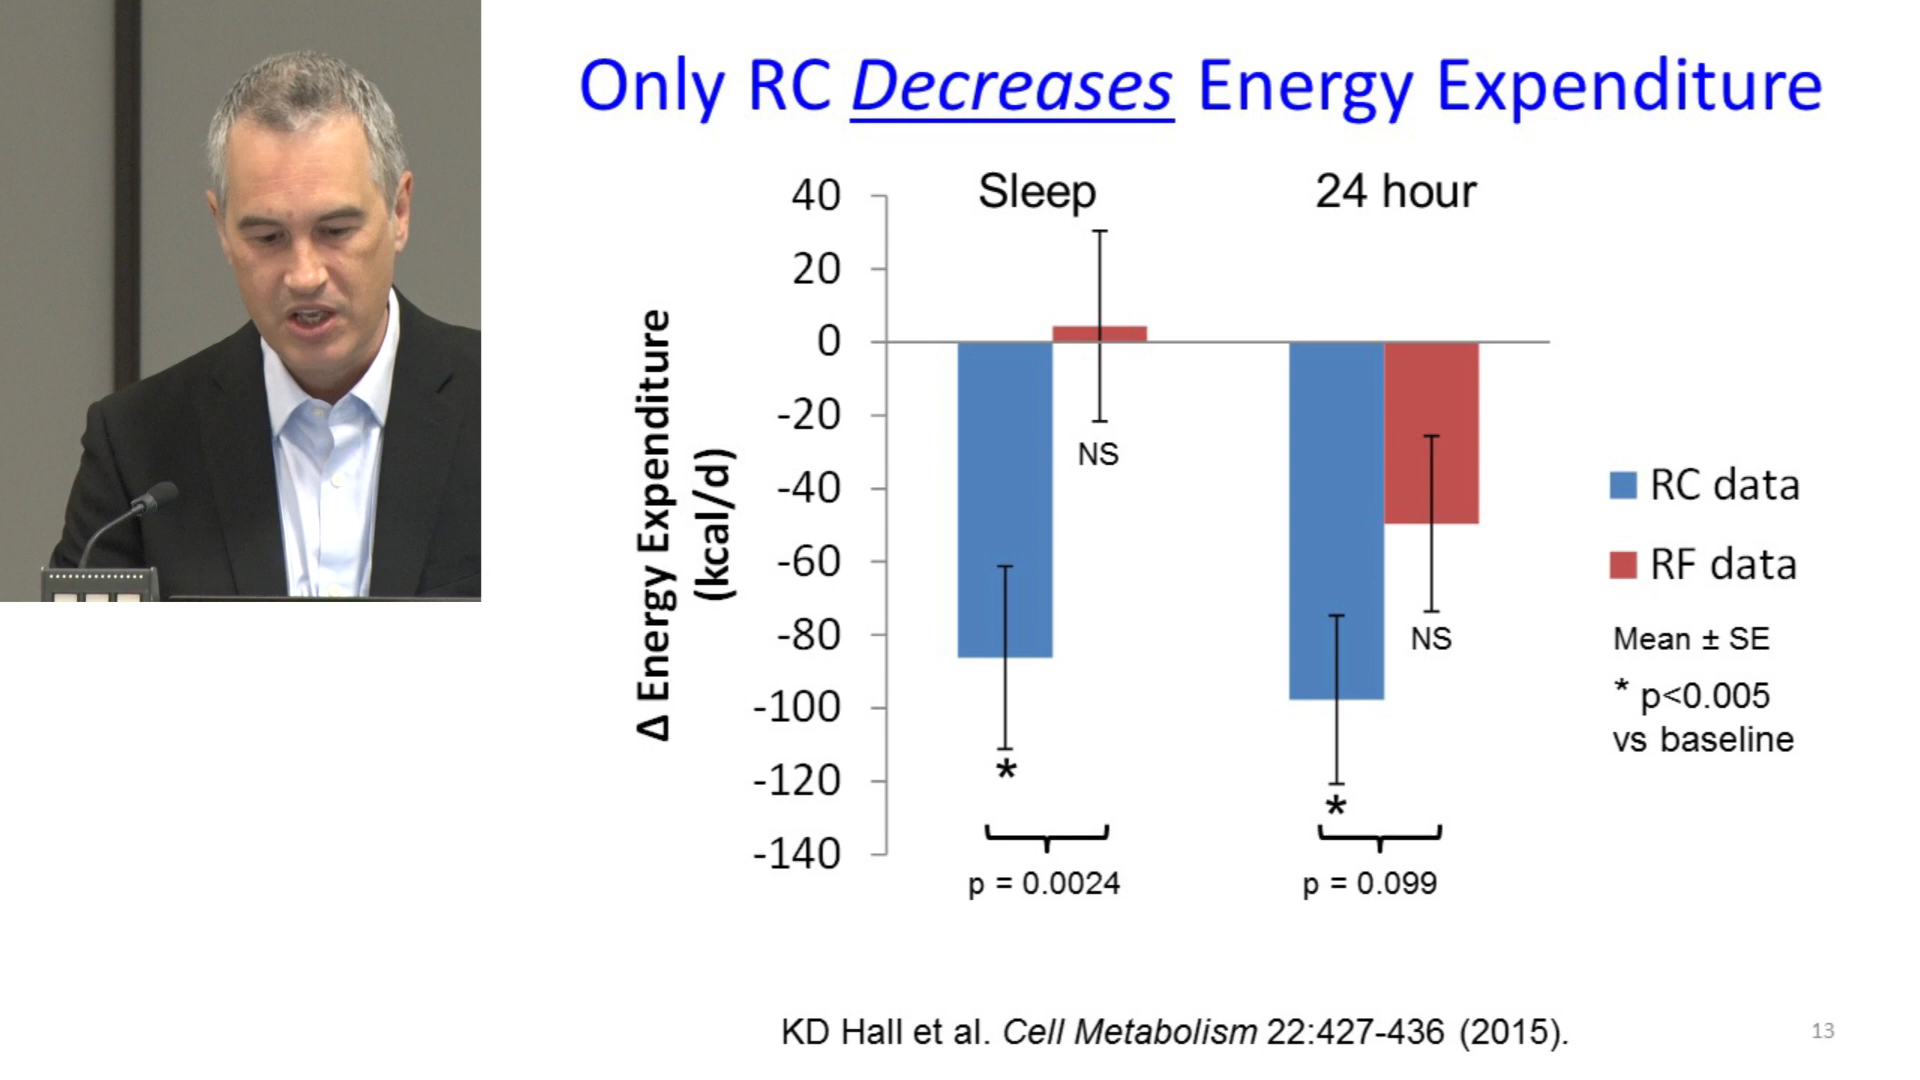 Only RC Decreases Energy Expenditure
Sleep
24 hour
40
20
0
-20
-40
-60
-80
-100
-120
-140
Δ Energy Expenditure
(kcal/d)
NS
NS
*
*
p = 0.0024
p = 0.099
RC data
RF data
Mean ± SE
* p<0.005
vs baseline
KD Hall et al. Cell Metabolism 22:427-436 (2015).
13